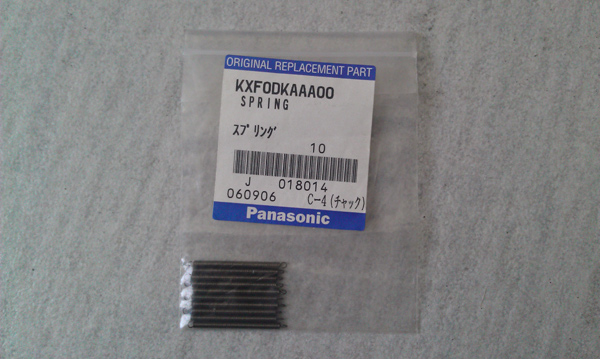 ORIGINAL REPLACEMENT PART
KXF0DKAAA00
SPRING
スプリング
10
J 018014
060906 C-4(チャック)
Panasonic